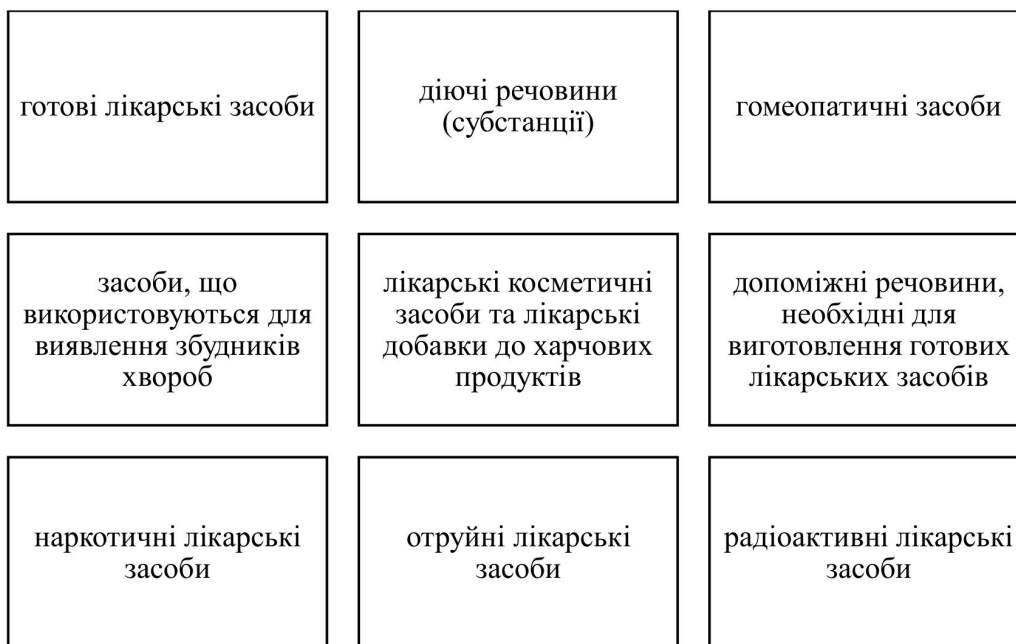 готові лікарські засоби
діючі речовини
(субстанції)
гомеопатичні засоби
засоби, що
використовуються для
виявлення збудників
хвороб
лікарські косметичні
засоби та лікарські
добавки до харчових
продуктів
допоміжні речовини,
необхідні для
виготовлення готових
лікарських засобів
наркотичні лікарські
засоби
отруйні лікарські
засоби
радіоактивні лікарські
засоби